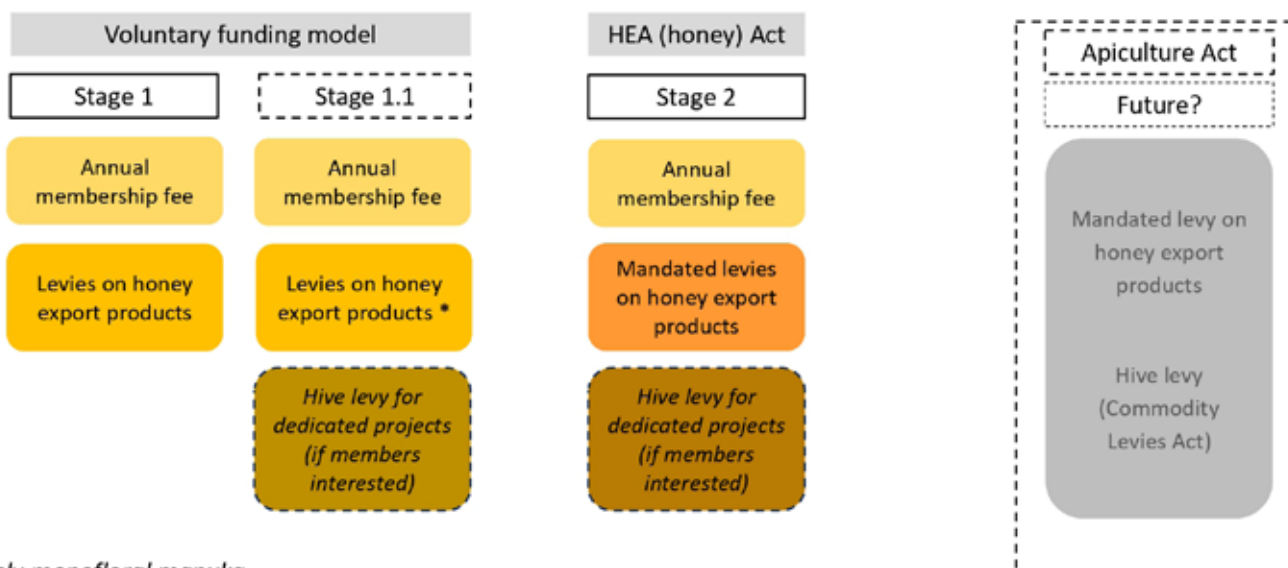 Voluntary funding model
HEA (honey) Act
Apiculture Act
Stage 1
Stage 1.1
Stage 2
Future?
Annual
membership fee
Annual
membership fee
Annual
membership fee
Levies on honey
export products
Levies on honey
export products *
Mandated levies
on honey export
products
Hive levy for
dedicated projects
(if members
interested)
Hive levy for
dedicated projects
(if members
interested)
Mandated levy on
honey export
products
Hive levy
(Commodity
Levies Act)